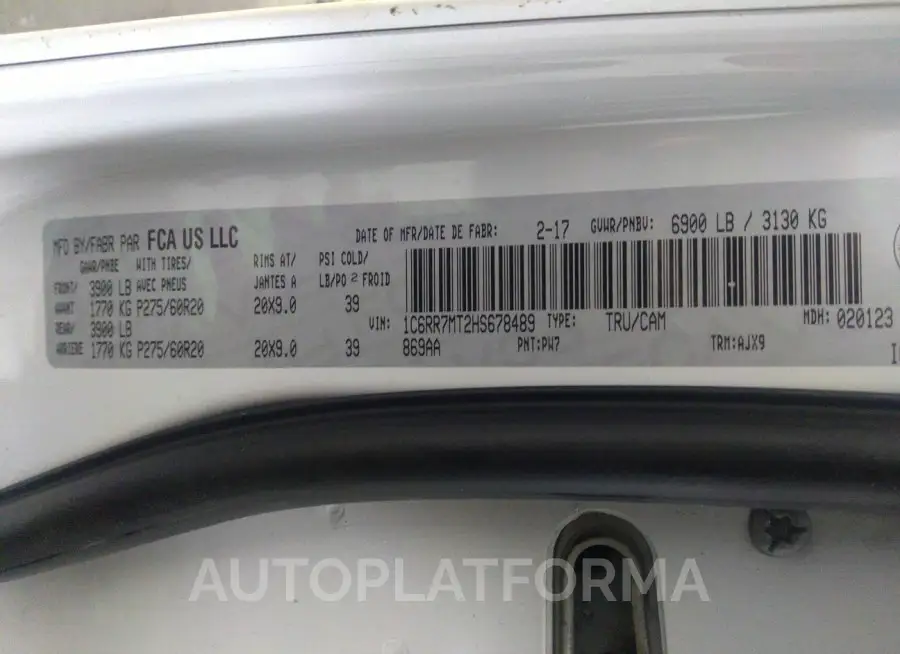 MFD BY/FABR PAR FCA US LLC DATE OF MFR/DATE DE FABR: 2-17 GVWR/PNBV: 6900 LB / 3130 KG
GAWR/PNBE WITH TIRES/ RIMS AT/ PSI COLD/
FRONT/ 3900 LB AVEC PNEUS JANTES A LB/PO 2 FROID
AVANT 1770 KG P275/60R20 20X9.0 39
REAR/ 3900 LB VIN: 1C6RR7MT2HS678489 TYPE: TRU/CAM MDH: 020123
ARRIERE 1770 KG P275/60R20 20X9.0 39 869AA PNT:PW7 TRM:AJX9
AUTOPLATFORMA